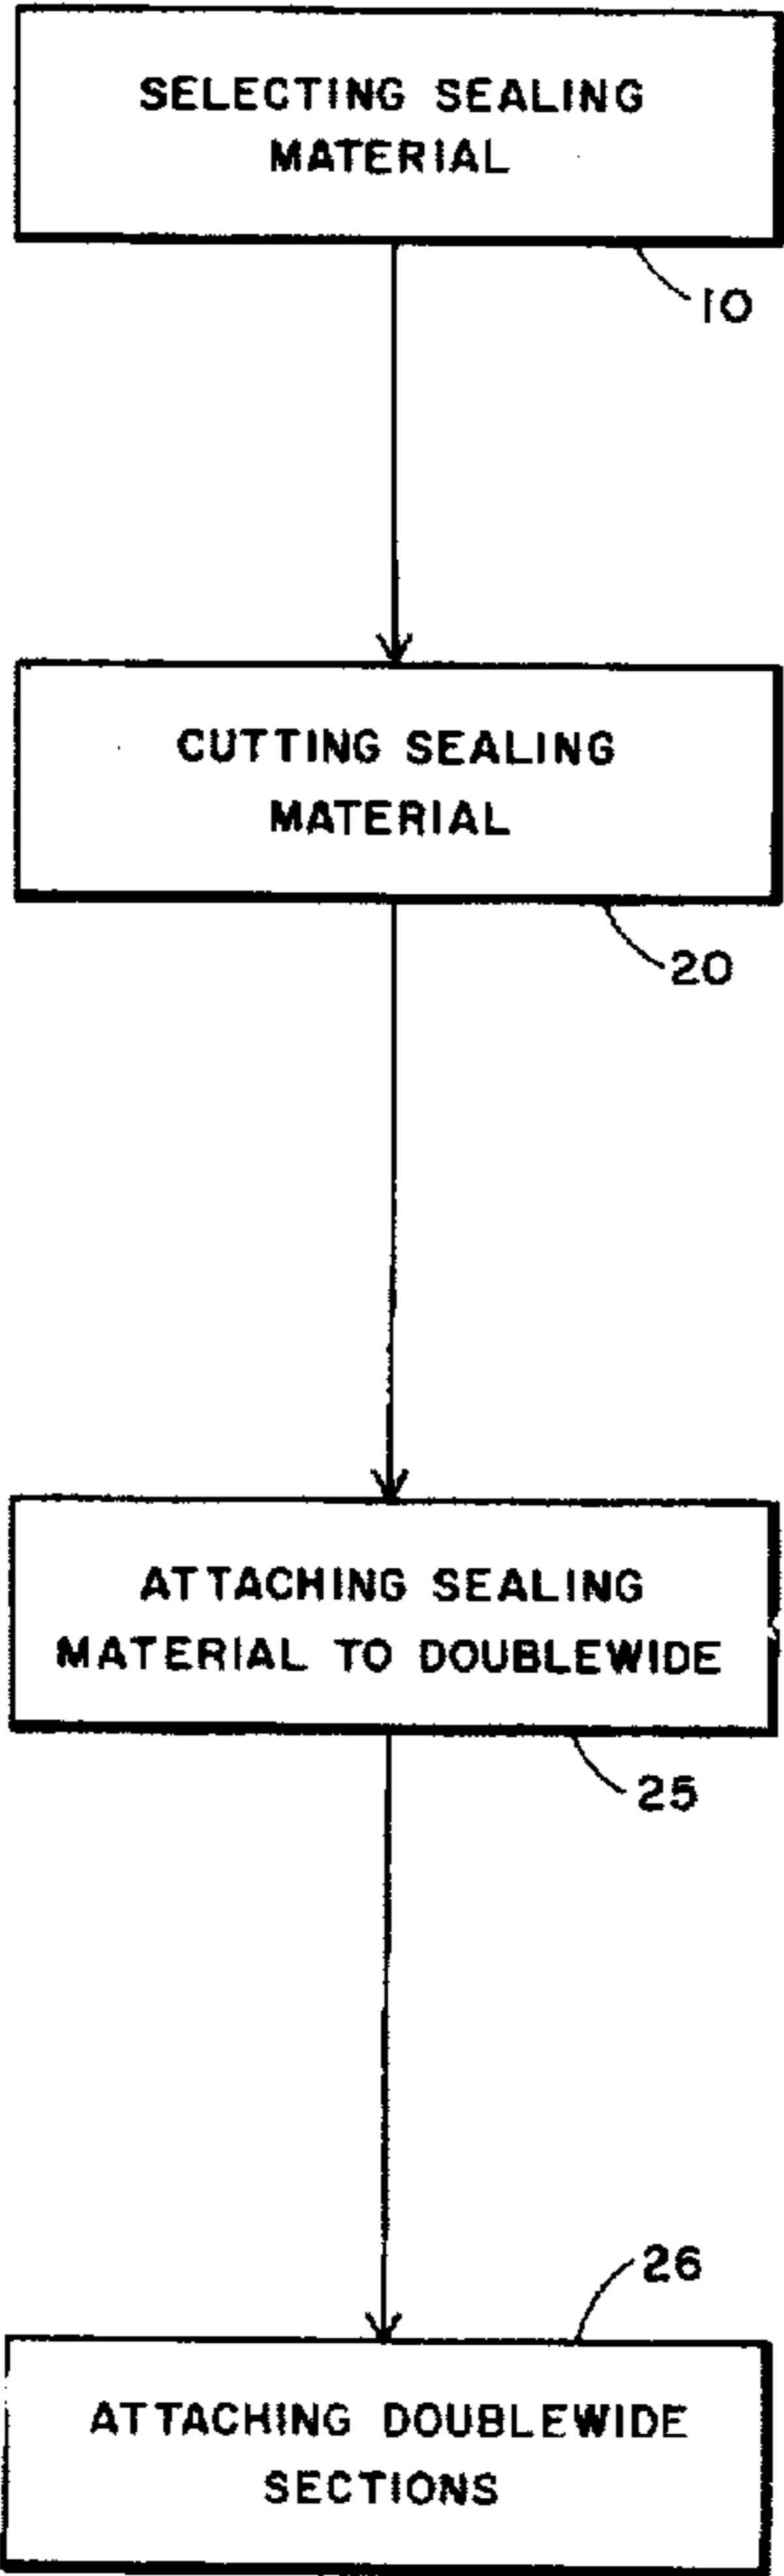 SELECTING SEALING
MATERIAL
10
CUTTING SEALING
MATERIAL
20
ATTACHING SEALING
MATERIAL TO DOUBLEWIDE
25
26
ATTACHING DOUBLEWIDE
SECTIONS